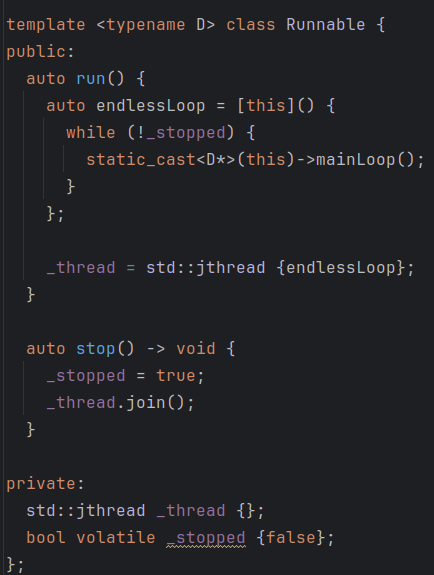 template <typename D> class Runnable {
public:
  auto run() {
    auto endlessLoop = [this]() {
      while (!_stopped) {
        static_cast<D*>(this)->mainLoop();
      }
    };

    _thread = std::jthread {endlessLoop};
  }

  auto stop() -> void {
    _stopped = true;
    _thread.join();
  }

private:
  std::jthread _thread {};
  bool volatile _stopped {false};
};